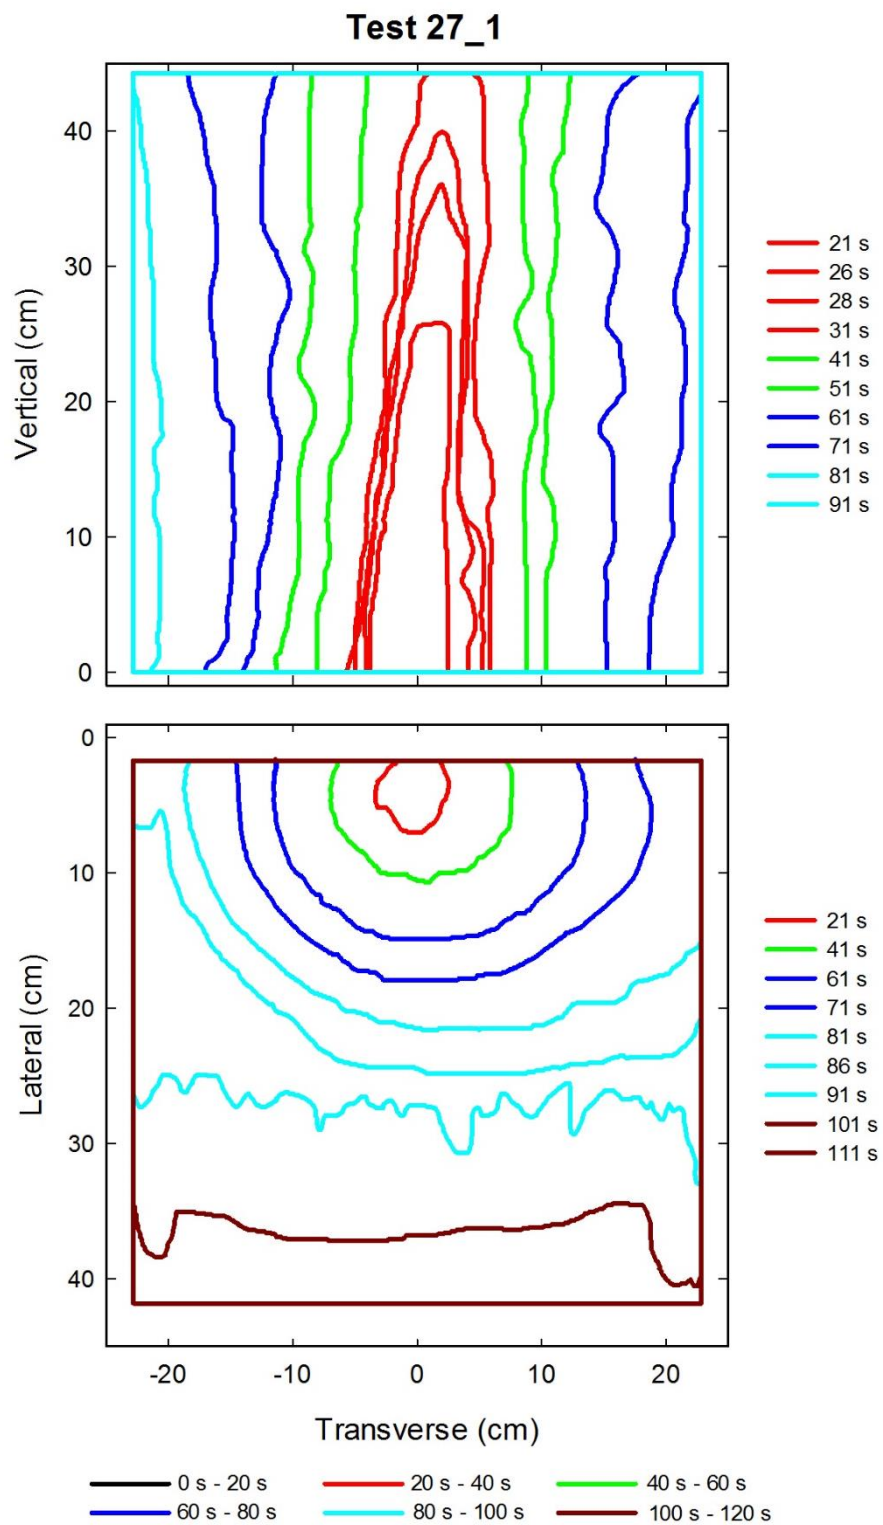 Test 27_1
40
30
20
10
0
Vertical (cm)
21 s
26 s
28 s
31 s
41 s
51 s
61 s
71 s
81 s
91 s
0
10
20
30
40
Lateral (cm)
21 s
41 s
61 s
71 s
81 s
86 s
91 s
101 s
111 s
-20 -10 0 10 20
Transverse (cm)
0 s - 20 s 20 s - 40 s 40 s - 60 s
60 s - 80 s 80 s - 100 s 100 s - 120 s